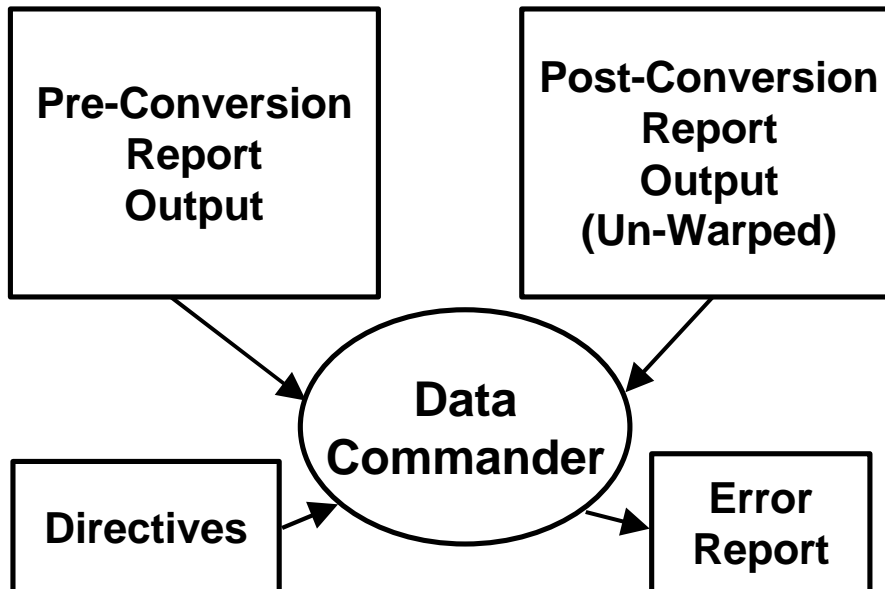 Pre-Conversion
Report
Output
Post-Conversion
Report
Output
(Un-Warped)
Data
Commander
Directives
Error
Report